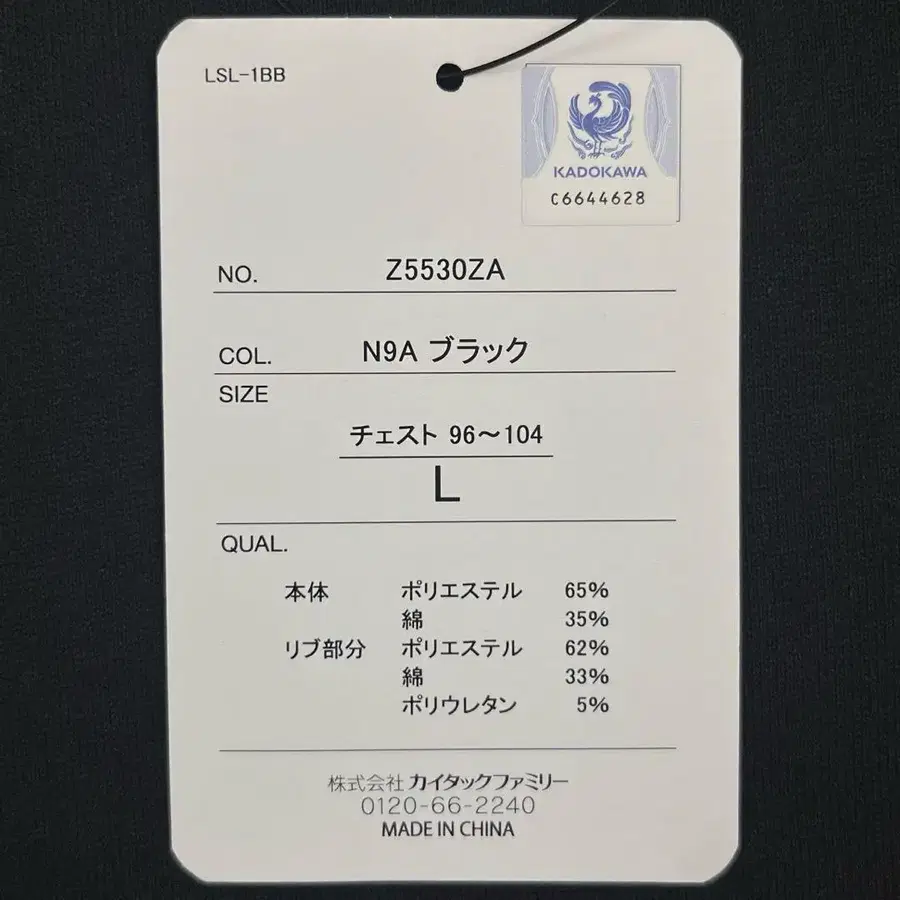 LSL-1BB
KADOKAWA
C6644628
NO. Z5530ZA
COL. N9A ブラック
SIZE
チェスト 96～104
L
QUAL.
本体 ポリエステル 65%
綿 35%
リブ部分 ポリエステル 62%
綿 33%
ポリウレタン 5%
株式会社 カイタックファミリー
0120-66-2240
MADE IN CHINA